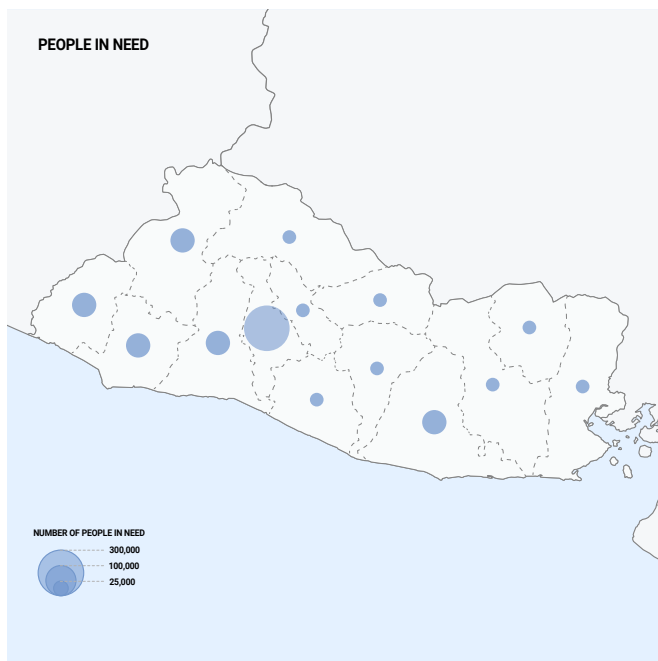 PEOPLE IN NEED
NUMBER OF PEOPLE IN NEED
300,000
100,000
25,000